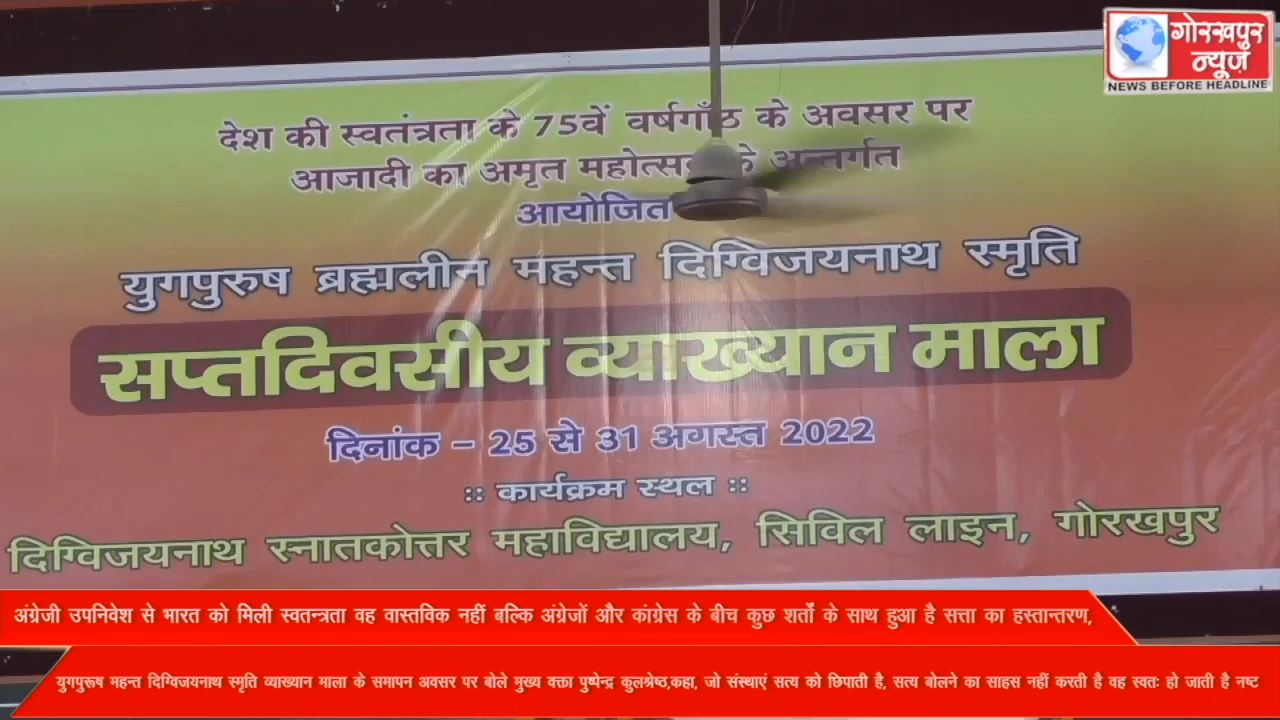 गोरखपुर
न्यूज़
NEWS BEFORE HEADLINE
देश की स्वतंत्रता के 75वें वर्षगाँठ के अवसर पर
आजादी का अमृत महोत्सव के अन्तर्गत
आयोजित
युगपुरुष ब्रह्मलीन महन्त दिग्विजयनाथ स्मृति
सप्तदिवसीय व्याख्यान माला
दिनांक - 25 से 31 अगस्त 2022
:: कार्यक्रम स्थल ::
दिग्विजयनाथ स्नातकोत्तर महाविद्यालय, सिविल लाइन, गोरखपुर
अंग्रेजी उपनिवेश से भारत को मिली स्वतन्त्रता वह वास्तविक नहीं बल्कि अंग्रेजों और कांग्रेस के बीच कुछ शर्तों के साथ हुआ है सत्ता का हस्तान्तरण,
युगपुरूष महन्त दिग्विजयनाथ स्मृति व्याख्यान माला के समापन अवसर पर बोले मुख्य वक्ता पुष्पेन्द्र कुलश्रेष्ठ,कहा, जो संस्थाएं सत्य को छिपाती है, सत्य बोलने का साहस नहीं करती है वह स्वतः हो जाती है नष्ट